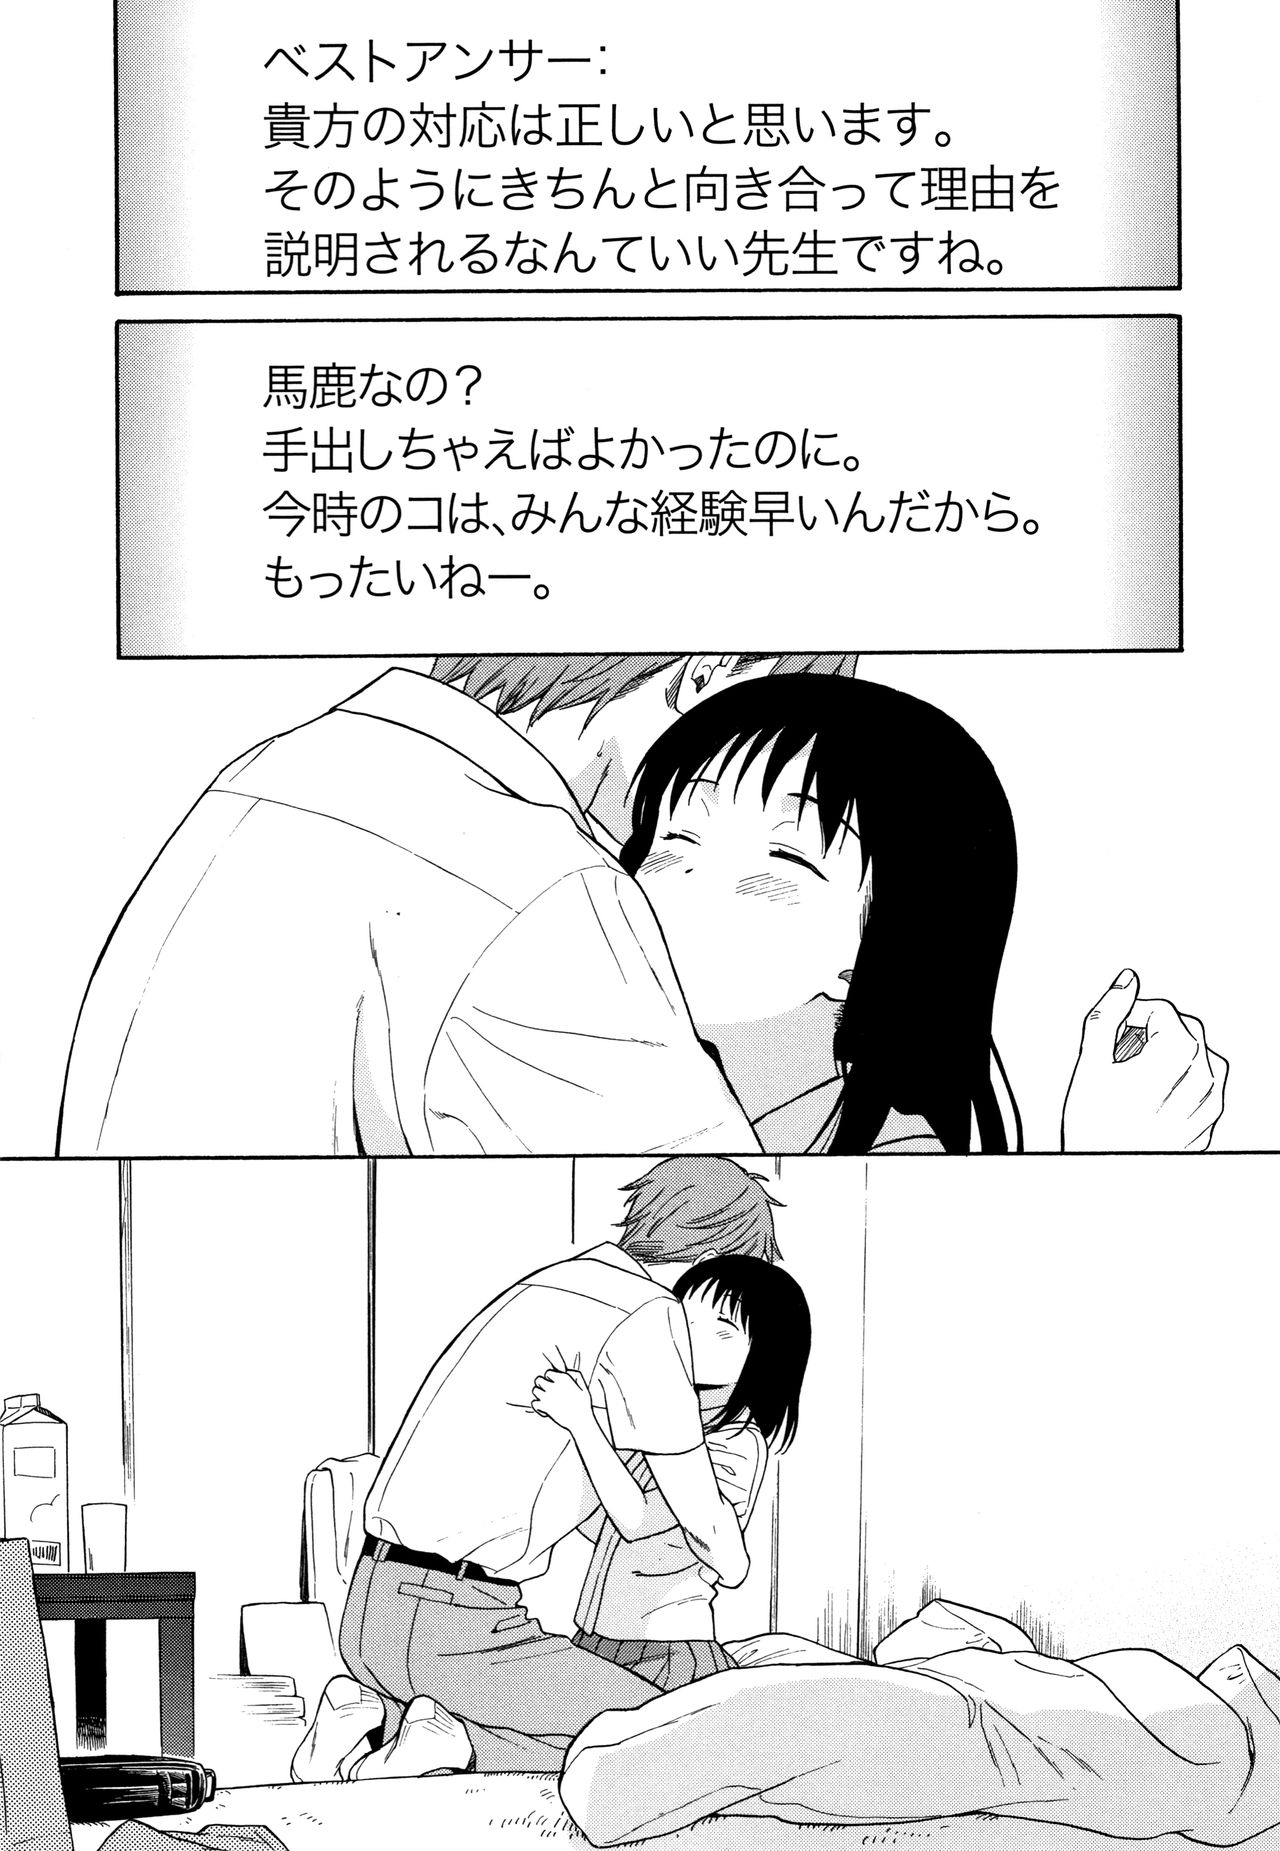 ベストアンサー：
貴方の対応は正しいと思います。
そのようにきちんと向き合って理由を
説明されるなんていい先生ですね。
馬鹿なの？
手出しちゃえばよかったのに。
今時のコは、みんな経験早いんだから。
もったいねー。